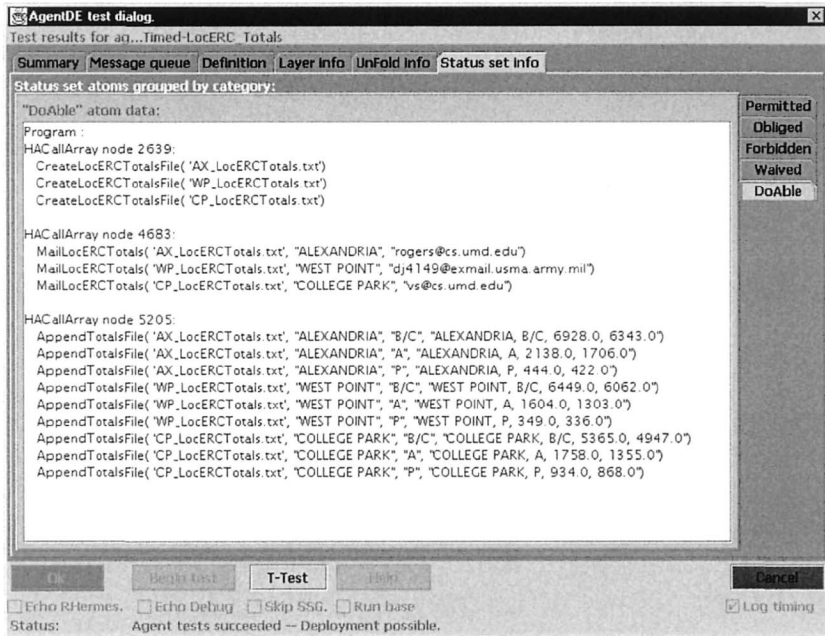 AgentDE test dialog.
Test results for ag...Timed-LocERC_Totals
Summary Message queue Definition Layer info UnFold info Status set info
Status set atoms grouped by category:
"DoAble" atom data:
Permitted
Obliged
Forbidden
Waived
DoAble
Program :
HACallArray node 2639:
CreateLocERCTotalsFile( 'AX_LocERCTotals.txt')
CreateLocERCTotalsFile( 'WP_LocERCTotals.txt')
CreateLocERCTotalsFile( 'CP_LocERCTotals.txt')
HACallArray node 4683:
MailLocERCTotals( 'AX_LocERCTotals.txt', "ALEXANDRIA", "rogers@cs.umd.edu")
MailLocERCTotals( 'WP_LocERCTotals.txt', "WEST POINT", "dj4149@exmail.usma.army.mil")
MailLocERCTotals( 'CP_LocERCTotals.txt', "COLLEGE PARK", "vs@cs.umd.edu")
HACallArray node 5205:
AppendTotalsFile( 'AX_LocERCTotals.txt', "ALEXANDRIA", "B/C", "ALEXANDRIA, B/C, 6928.0, 6343.0")
AppendTotalsFile( 'AX_LocERCTotals.txt', "ALEXANDRIA", "A", "ALEXANDRIA, A, 2138.0, 1706.0")
AppendTotalsFile( 'AX_LocERCTotals.txt', "ALEXANDRIA", "P", "ALEXANDRIA, P, 444.0, 422.0")
AppendTotalsFile( 'WP_LocERCTotals.txt', "WEST POINT", "B/C", "WEST POINT, B/C, 6449.0, 6062.0")
AppendTotalsFile( 'WP_LocERCTotals.txt', "WEST POINT", "A", "WEST POINT, A, 1604.0, 1303.0")
AppendTotalsFile( 'WP_LocERCTotals.txt', "WEST POINT", "P", "WEST POINT, P, 349.0, 336.0")
AppendTotalsFile( 'CP_LocERCTotals.txt', "COLLEGE PARK", "B/C", "COLLEGE PARK, B/C, 5365.0, 4947.0")
AppendTotalsFile( 'CP_LocERCTotals.txt', "COLLEGE PARK", "A", "COLLEGE PARK, A, 1758.0, 1355.0")
AppendTotalsFile( 'CP_LocERCTotals.txt', "COLLEGE PARK", "P", "COLLEGE PARK, P, 934.0, 868.0")
Ok Begin test T-Test Help Cancel
Echo RHermes. Echo Debug Skip SSG. Run base Log timing
Status: Agent tests succeeded -- Deployment possible.